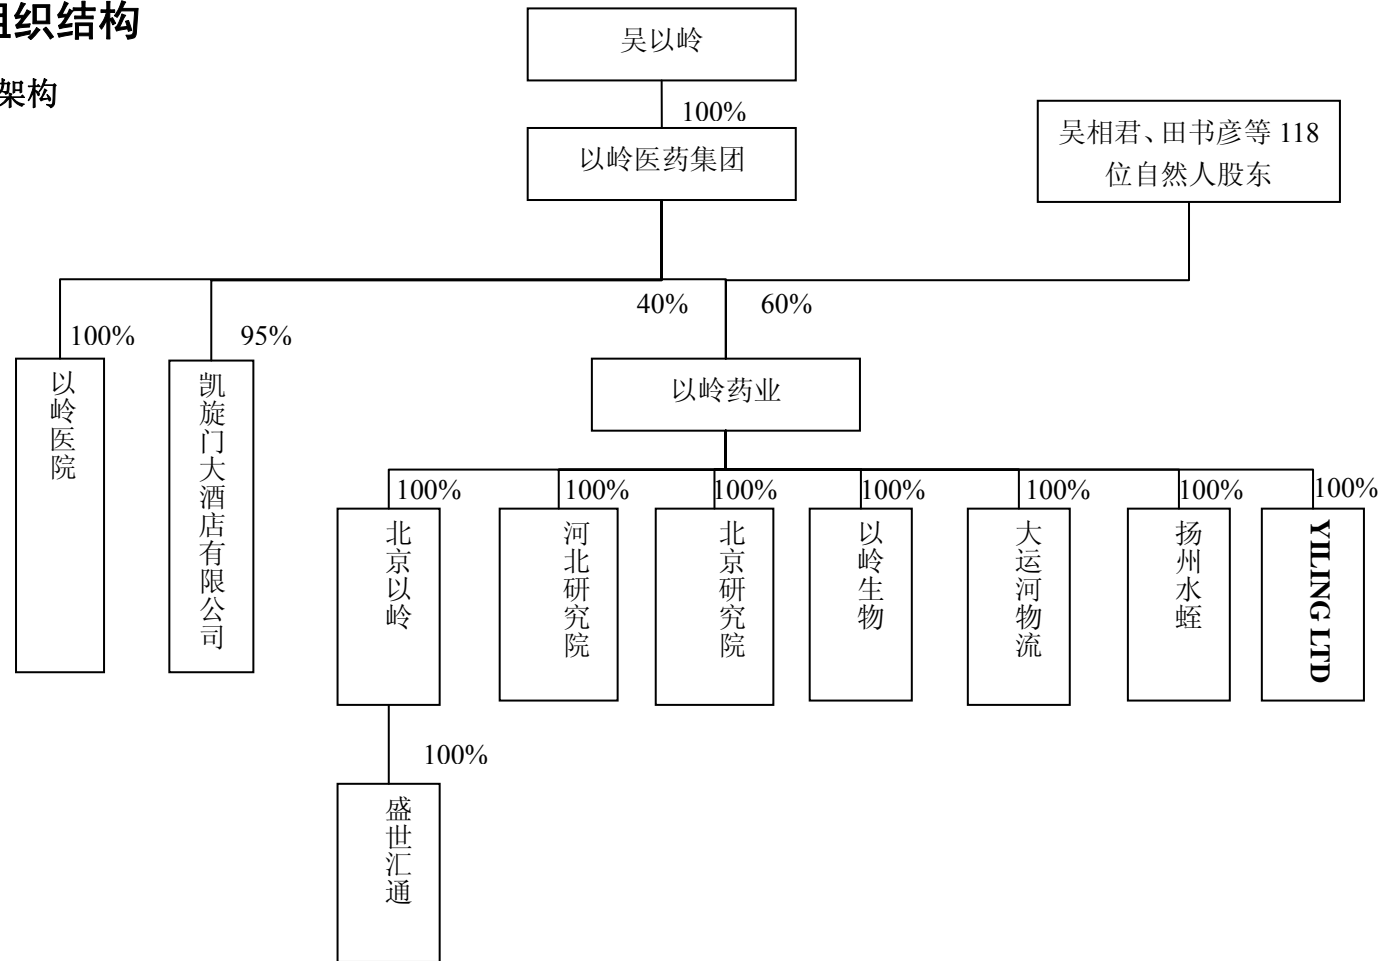 组织结构
架构
吴以岭
100%
以岭医药集团
吴相君、田书彦等 118
位自然人股东
40%
60%
100%
95%
以岭医院
凯旋门大酒店有限公司
以岭药业
100%
100%
100%
100%
100%
100%
100%
北京以岭
河北研究院
北京研究院
以岭生物
大运河物流
扬州水蛭
YILING LTD
100%
盛世汇通